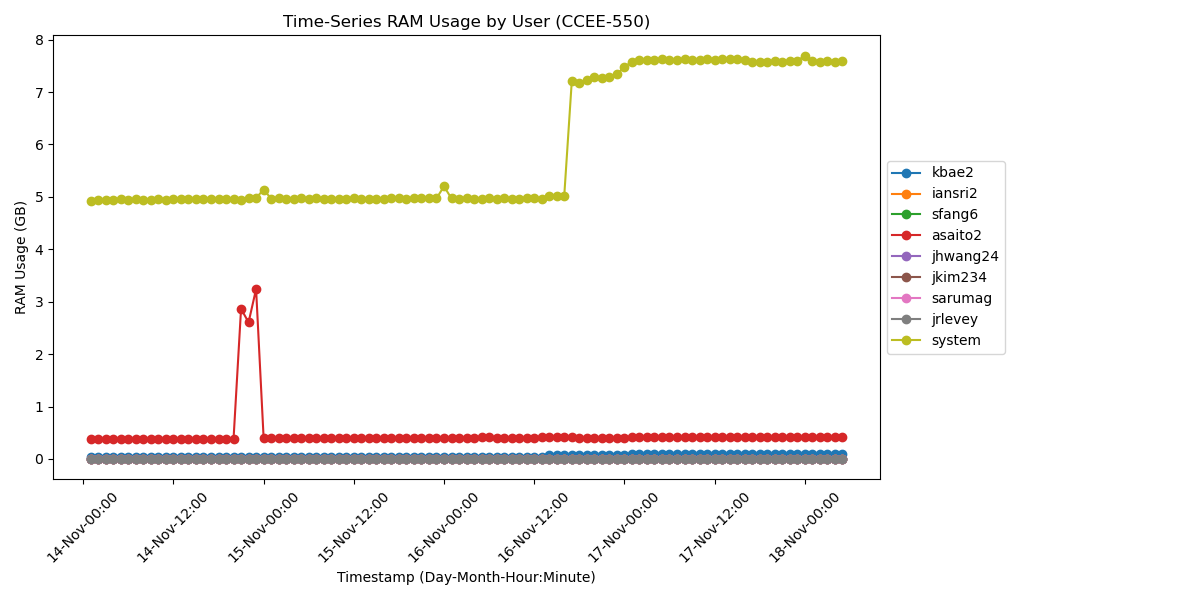 Time-Series RAM Usage by User (CCEE-550)
RAM Usage (GB)
8
7
6
5
4
3
2
1
0
14-Nov-00:00
14-Nov-12:00
15-Nov-00:00
15-Nov-12:00
16-Nov-00:00
16-Nov-12:00
17-Nov-00:00
17-Nov-12:00
18-Nov-00:00
Timestamp (Day-Month-Hour:Minute)
kbae2
iansri2
sfang6
asaito2
jhwang24
jkim234
sarumag
jrlevey
system